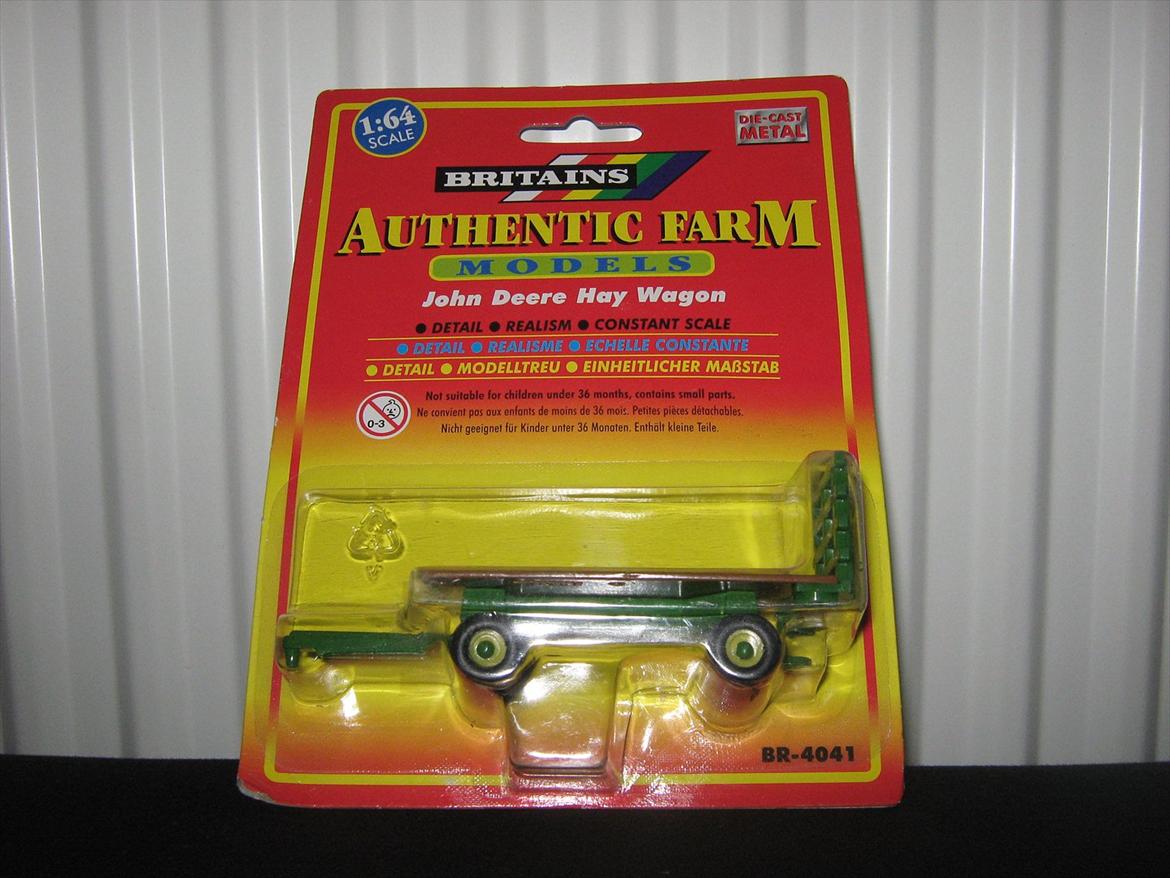 1:64
SCALE
DIE-CAST
METAL
BRITAINS
AUTHENTIC FARM
MODELS
John Deere Hay Wagon
● DETAIL ● REALISM ● CONSTANT SCALE
● DETAIL ● REALISME ● ECHELLE CONSTANTE
● DETAIL ● MODELLTREU ● EINHEITLICHER MAßSTAB
Not suitable for children under 36 months, contains small parts.
Ne convient pas aux enfants de moins de 36 mois. Petites pièces détachables.
Nicht geeignet für Kinder unter 36 Monaten. Enthält kleine Teile.
0-3
BR-4041